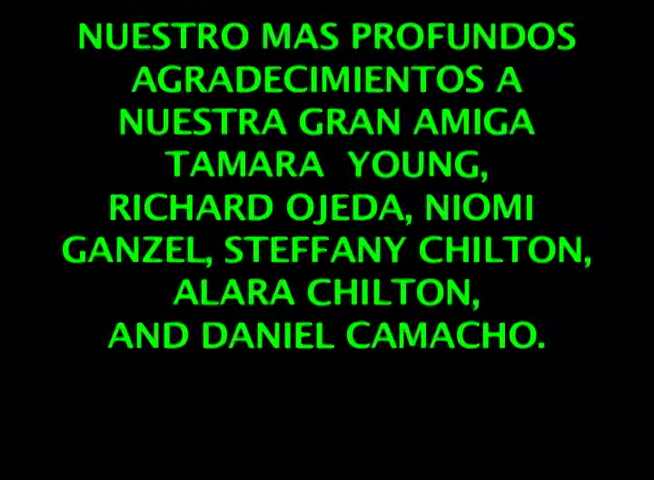 NUESTRO MAS PROFUNDOS
AGRADECIMIENTOS A
NUESTRA GRAN AMIGA
TAMARA YOUNG,
RICHARD OJEDA, NIOMI
GANZEL, STEFFANY CHILTON,
ALARA CHILTON,
AND DANIEL CAMACHO.